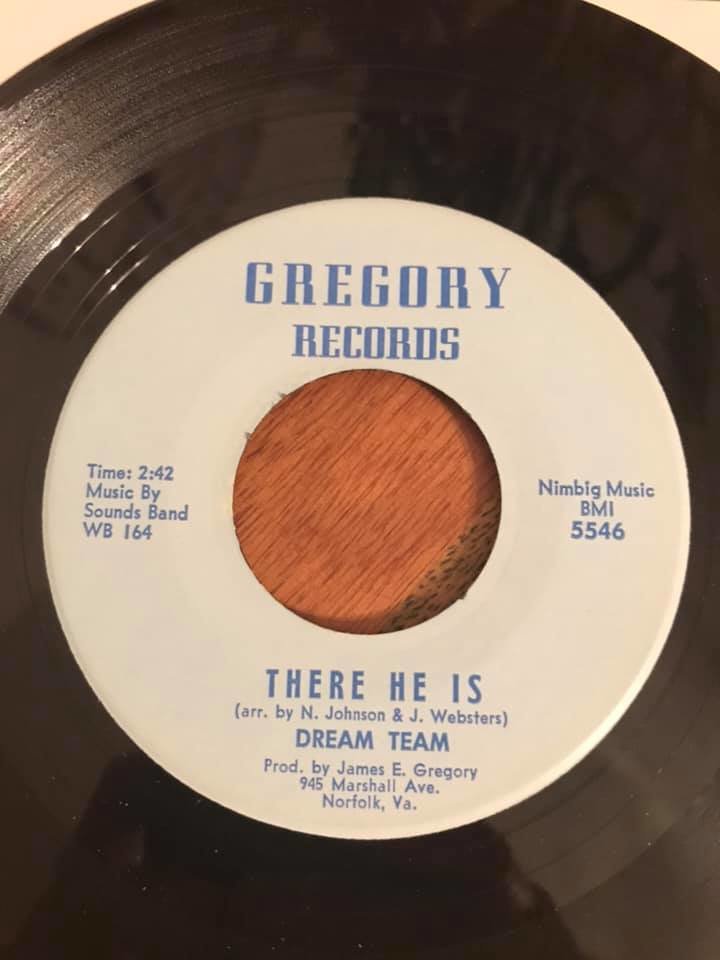 GREGORY
RECORDS
Time: 2:42
Music By
Sounds Band
WB 164
Nimbig Music
BMI
5546
THERE HE IS
(arr. by N. Johnson & J. Websters)
DREAM TEAM
Prod. by James E. Gregory
945 Marshall Ave.
Norfolk, Va.